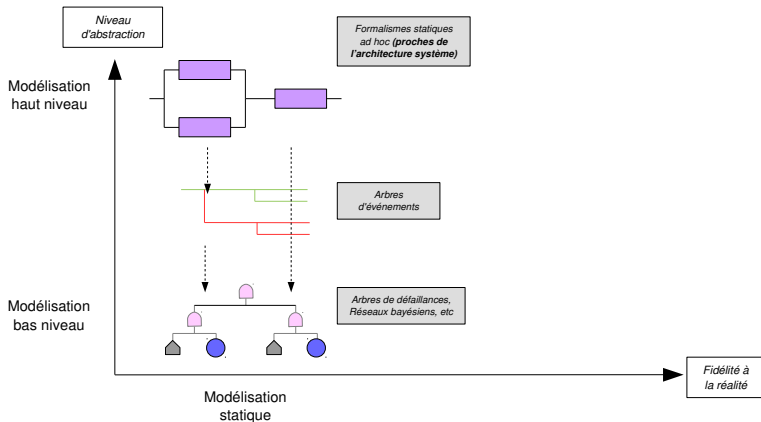 Niveau
d'abstraction
Formalismes statiques
ad hoc (proches de
l'architecture système)
Modélisation
haut niveau
Arbres
d'événements
Modélisation
bas niveau
Arbres de défaillances,
Réseaux bayésiens, etc
Fidélité à
la réalité
Modélisation
statique